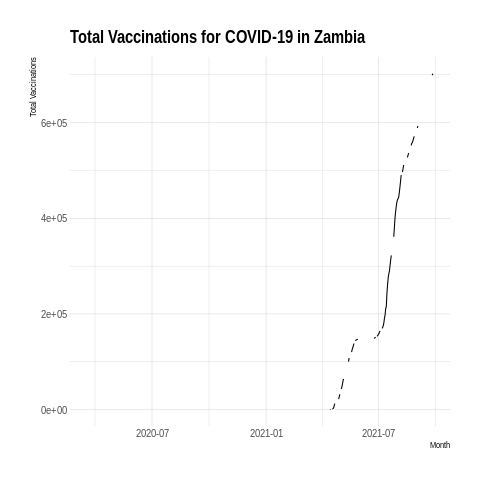 Total Vaccinations for COVID-19 in Zambia
Total Vaccinations
6e+05
4e+05
2e+05
0e+00
2020-07
2021-01
2021-07
Month